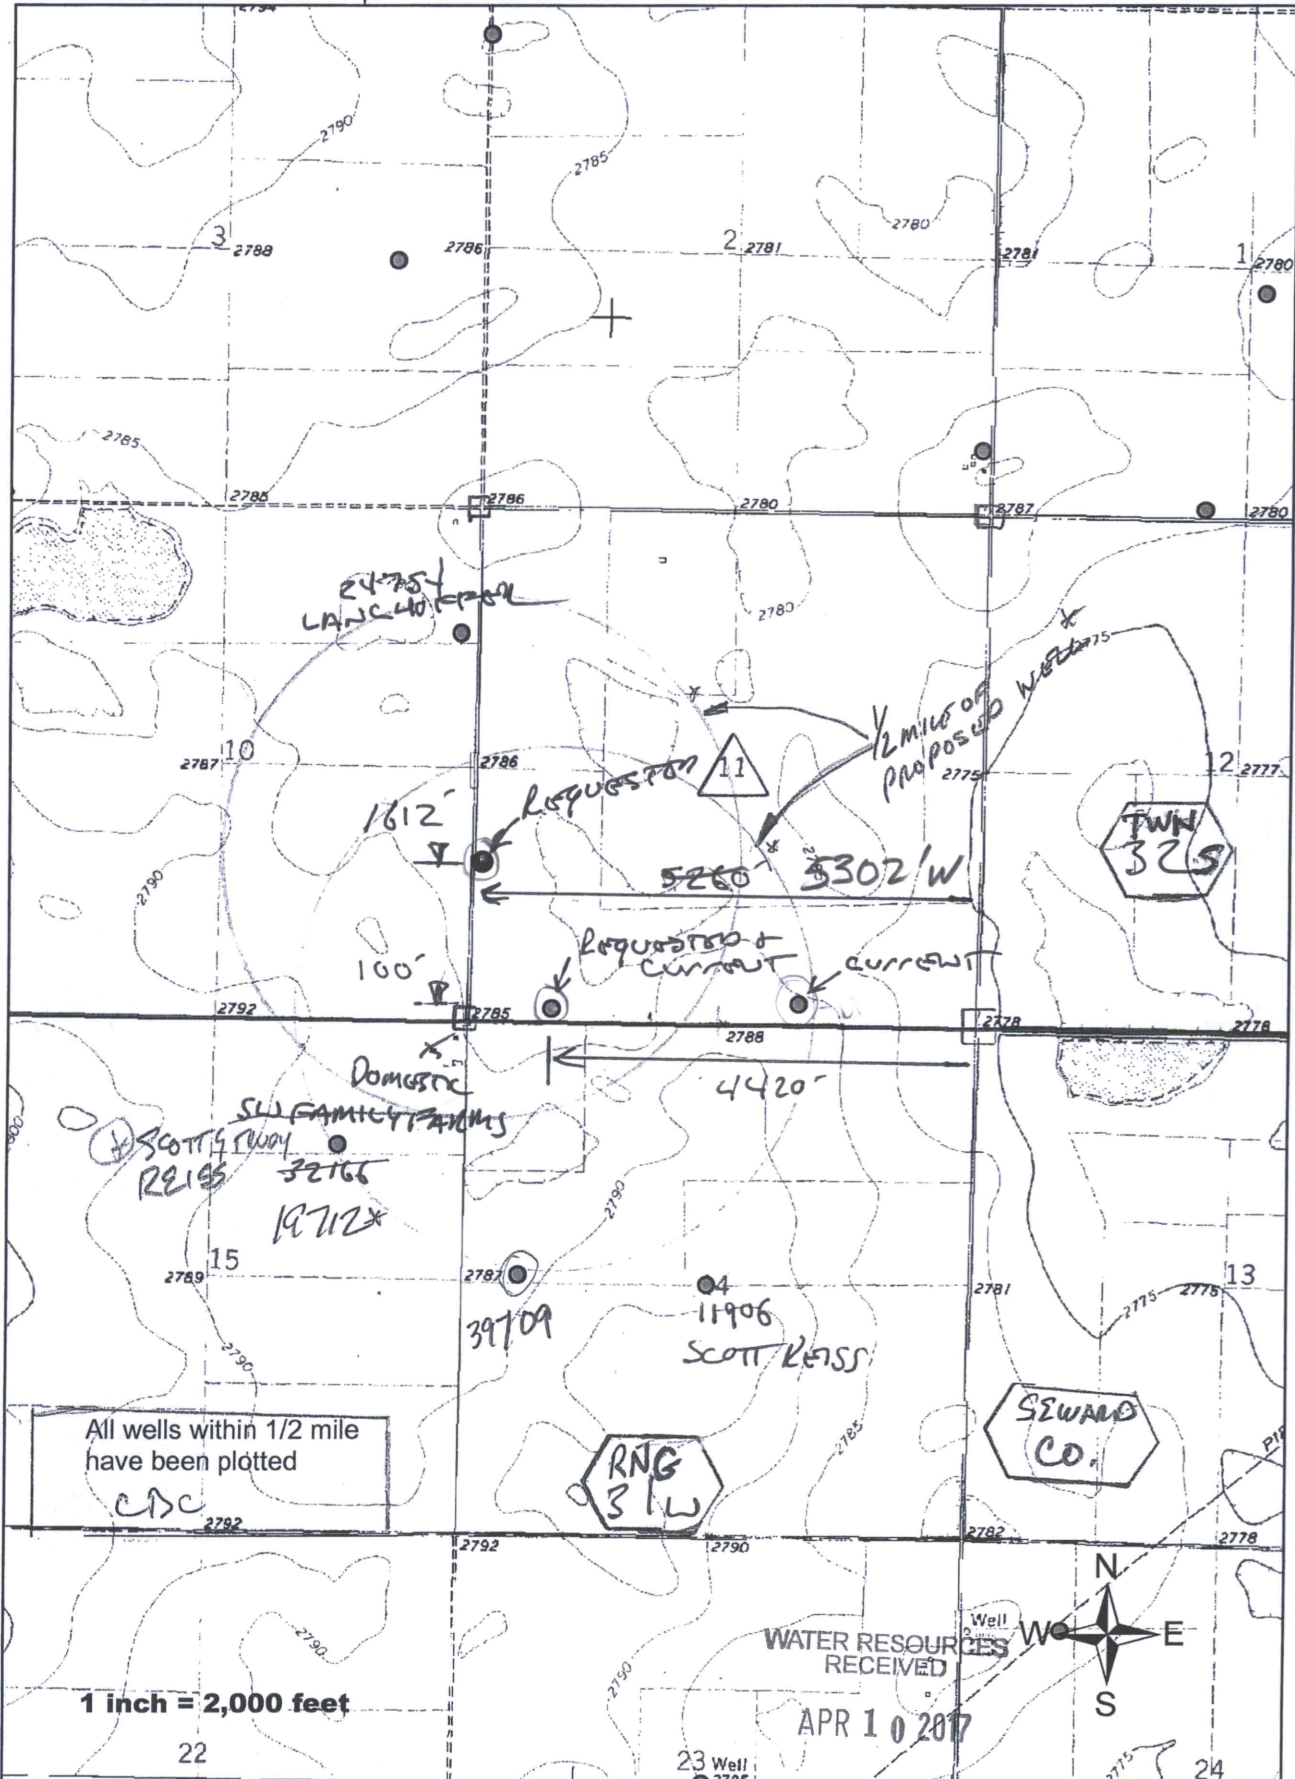 2790
2785
2780
3
2788
2786
2
2781
2781
1
2780
2785
2785
2786
2780
2787
2780
2780
2775
10
2787
2786
11
1/2 MILE OF
PROPOSED WELL
2775
12
2777
1612'
REQUESTED
TWN
32S
5260'
5302'W
2790
100'
REQUESTED &
CURRENT
CURRENT
2792
2785
2788
2778
2778
DOMESTIC
4420'
SW FAMILY FARMS
REISS
32166
19712*
2790
15
2789
2787
39709
4
11906
SCOTT REISS
2781
2775
2775
13
2790
2785
All wells within 1/2 mile
have been plotted
CDC
RNG
31W
SEWARD
CO.
2792
2792
2790
2782
2778
2790
2790
Well
N
W
E
S
WATER RESOURCES
RECEIVED
APR 10 2017
1 inch = 2,000 feet
22
23
Well
2775
24